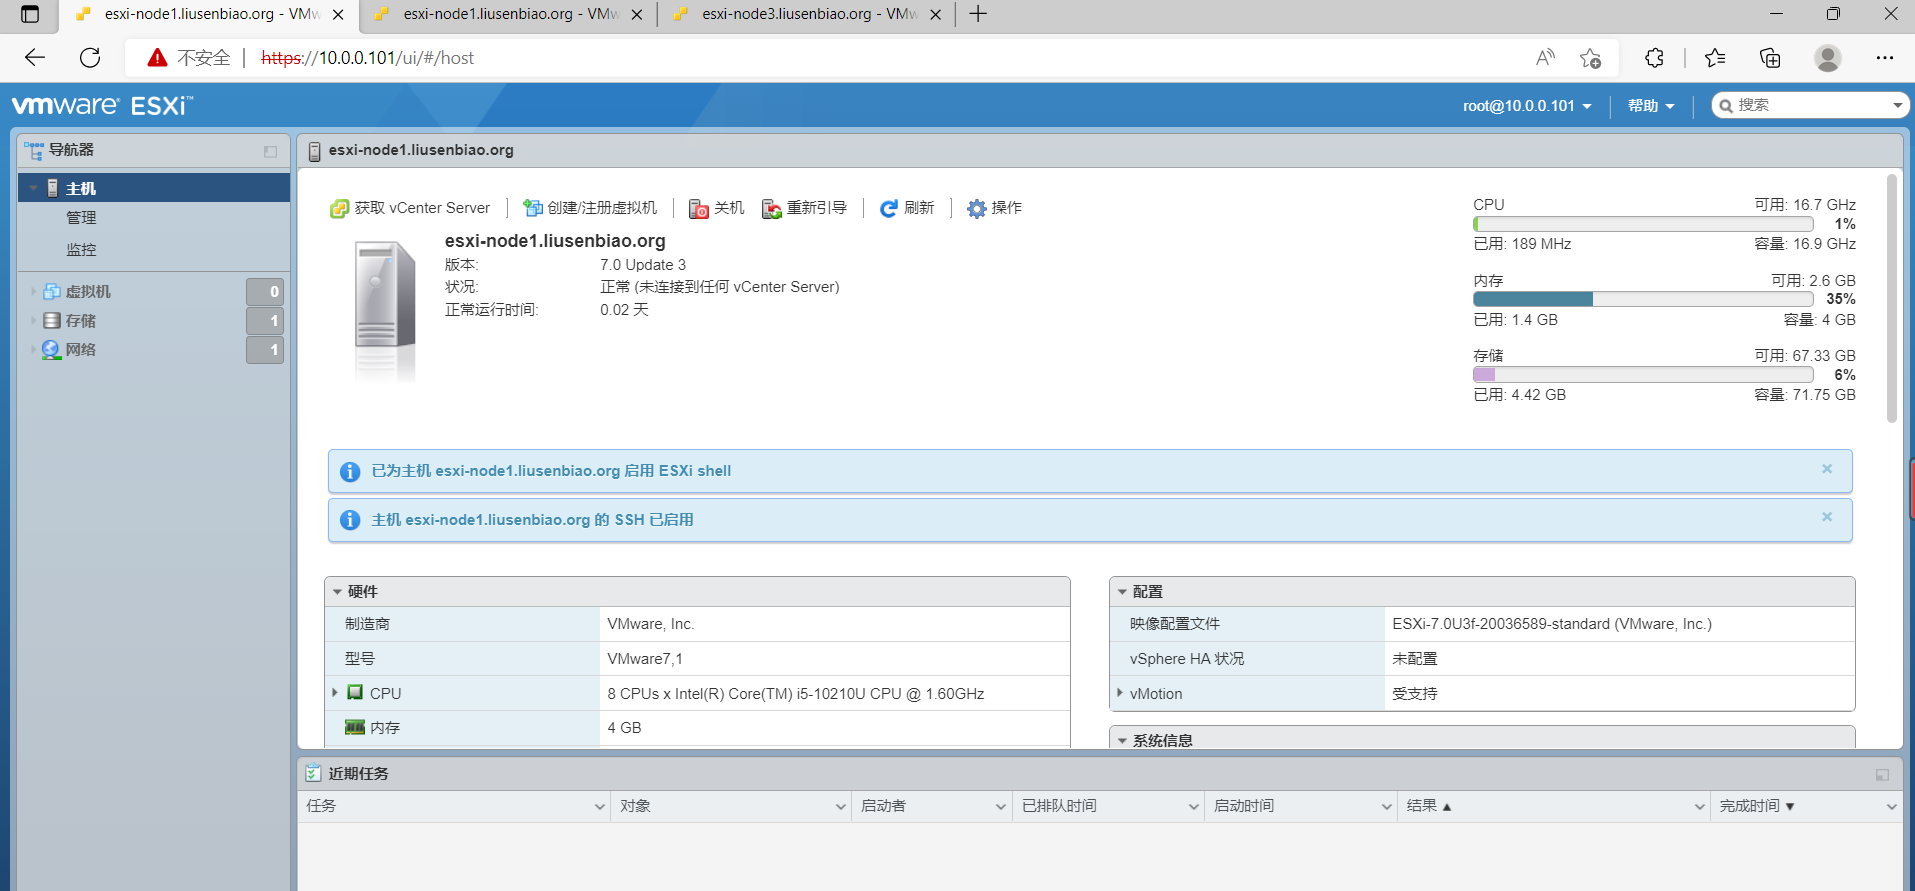 esxi-node1.liusenbiao.org - VMw
esxi-node1.liusenbiao.org - VMw
esxi-node3.liusenbiao.org - VMw
不安全 https://10.0.0.101/ui/#/host
vmware ESXi™
root@10.0.0.101 帮助 搜索
导航器
主机
管理
监控
虚拟机 0
存储 1
网络 1
esxi-node1.liusenbiao.org
获取 vCenter Server 创建/注册虚拟机 关机 重新引导 刷新 操作
esxi-node1.liusenbiao.org
版本: 7.0 Update 3
状况: 正常 (未连接到任何 vCenter Server)
正常运行时间: 0.02 天
CPU 可用: 16.7 GHz
1%
已用: 189 MHz 容量: 16.9 GHz
内存 可用: 2.6 GB
35%
已用: 1.4 GB 容量: 4 GB
存储 可用: 67.33 GB
6%
已用: 4.42 GB 容量: 71.75 GB
已为主机 esxi-node1.liusenbiao.org 启用 ESXi shell
主机 esxi-node1.liusenbiao.org 的 SSH 已启用
硬件
制造商 VMware, Inc.
型号 VMware7,1
CPU 8 CPUs x Intel(R) Core(TM) i5-10210U CPU @ 1.60GHz
内存 4 GB
配置
映像配置文件 ESXi-7.0U3f-20036589-standard (VMware, Inc.)
vSphere HA 状况 未配置
vMotion 受支持
系统信息
近期任务
任务 对象 启动者 已排队时间 启动时间 结果▲ 完成时间▼